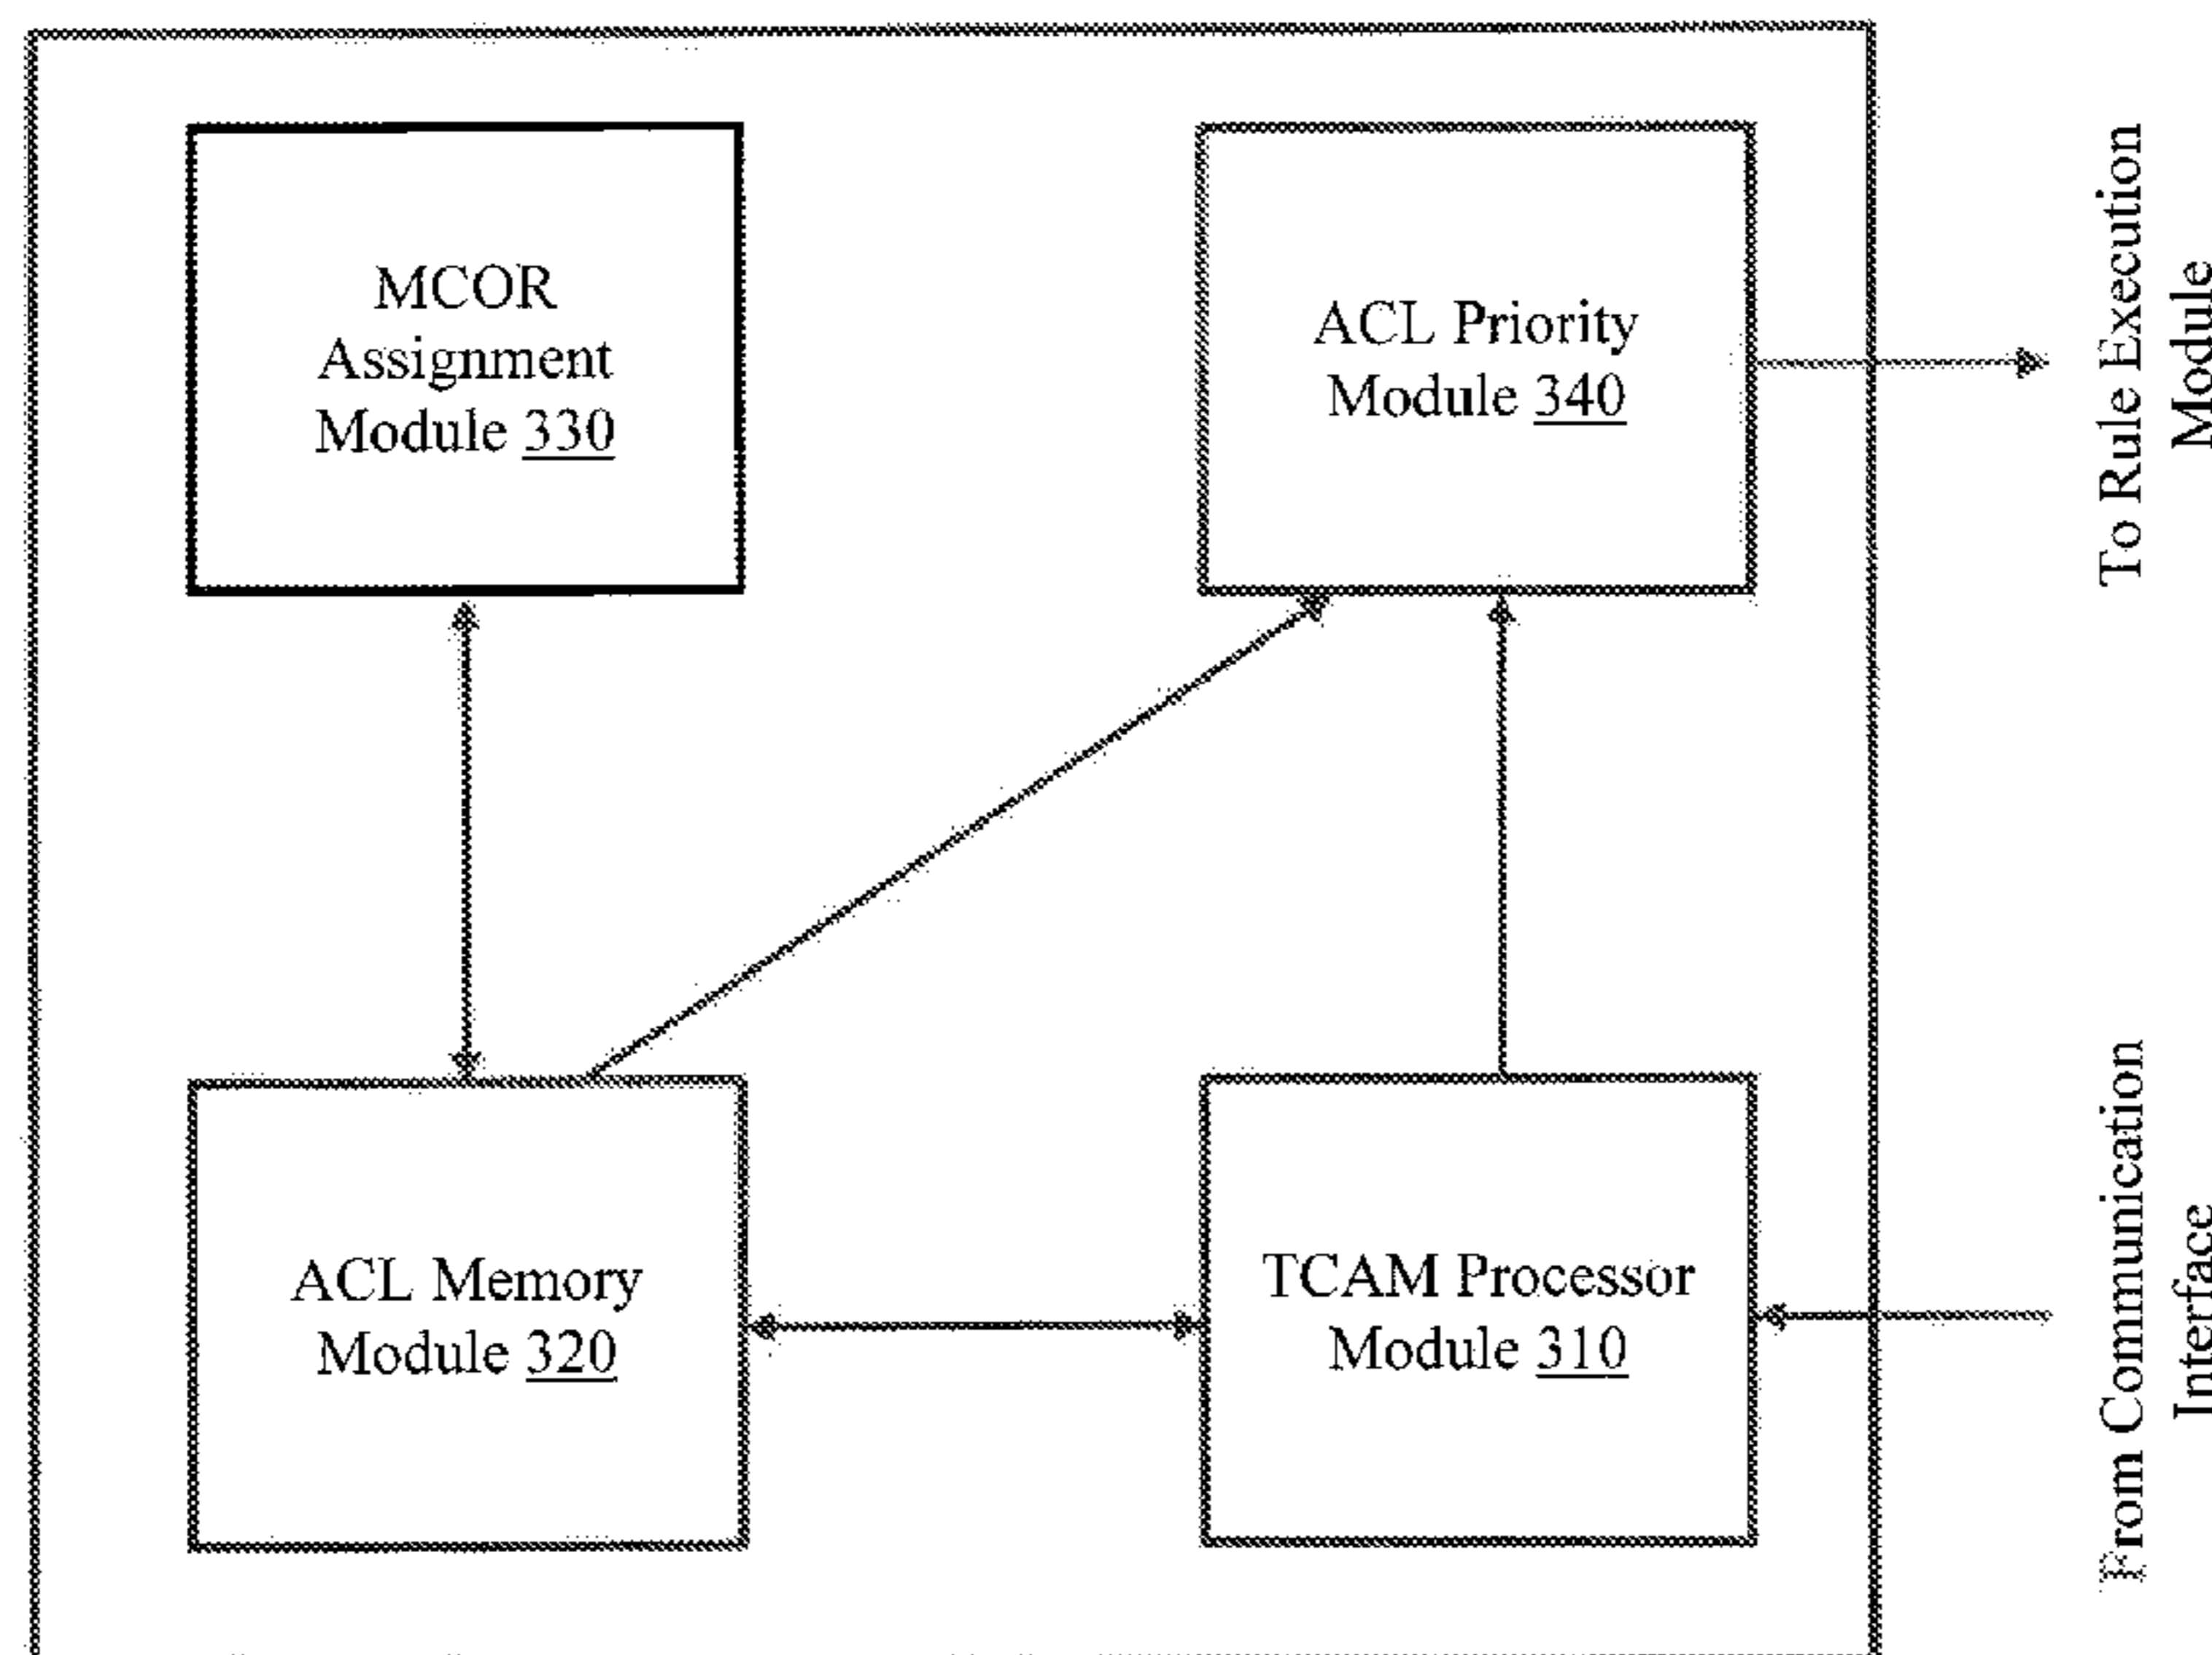 MCOR
Assignment
Module 330
ACL Priority
Module 340
To Rule Execution
Module
ACL Memory
Module 320
TCAM Processor
Module 310
From Communication
Interface